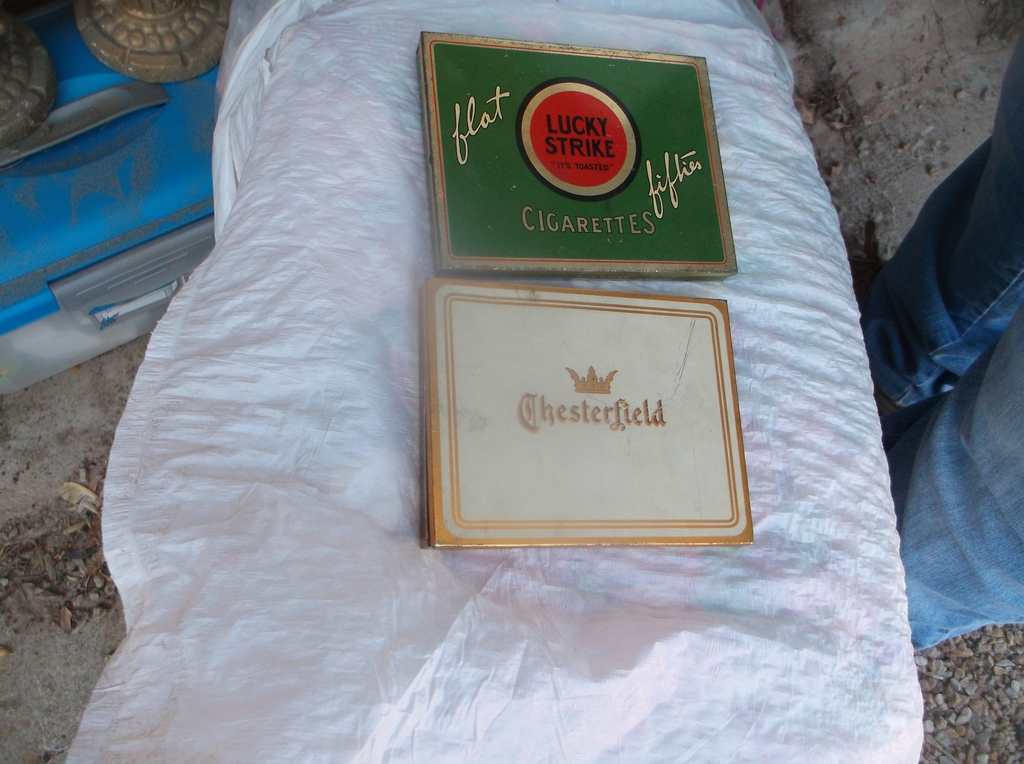 flat
LUCKY
STRIKE
"IT'S TOASTED"
fifties
CIGARETTES
Chesterfield